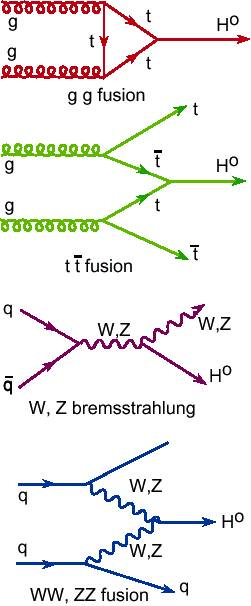 g t H⁰
t
g t
g g fusion
t
g t̅ H⁰
g t
t̅
t t̅ fusion
q W,Z W,Z
q̅ H⁰
W, Z bremsstrahlung
q W,Z
H⁰
q W,Z
q
WW, ZZ fusion